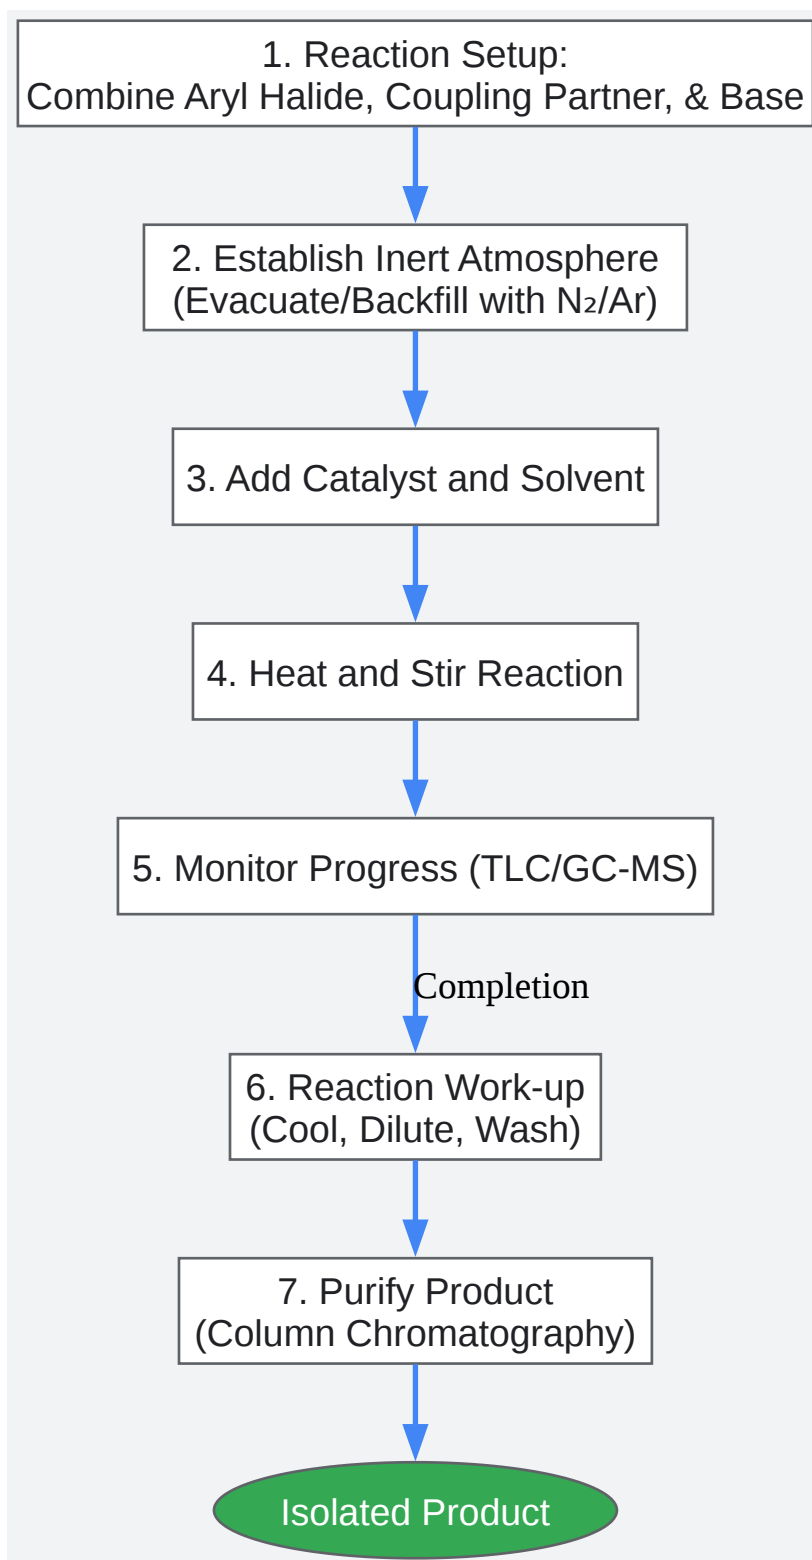 1. Reaction Setup:
Combine Aryl Halide, Coupling Partner, & Base
2. Establish Inert Atmosphere
(Evacuate/Backfill with N₂/Ar)
3. Add Catalyst and Solvent
4. Heat and Stir Reaction
5. Monitor Progress (TLC/GC-MS)
Completion
6. Reaction Work-up
(Cool, Dilute, Wash)
7. Purify Product
(Column Chromatography)
Isolated Product